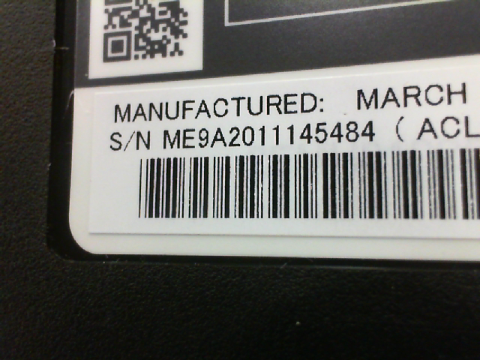 MANUFACTURED: MARCH
S/N ME9A2011145484 ( ACL